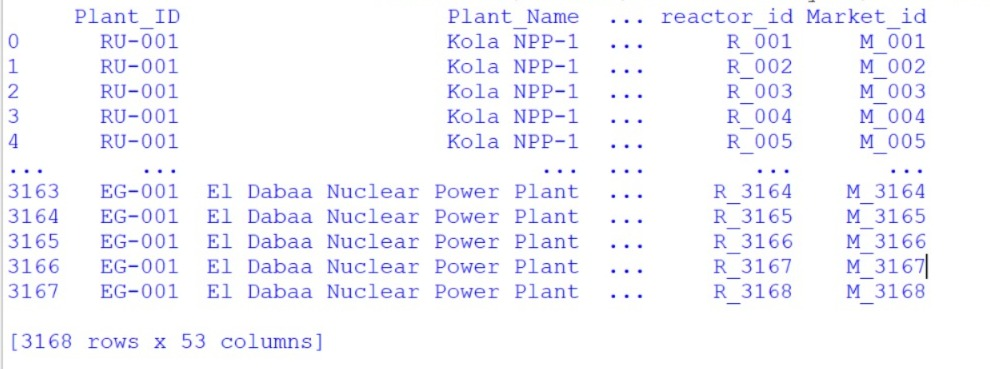 Plant_ID Plant_Name ... reactor_id Market_id
0 RU-001 Kola NPP-1 ... R_001 M_001
1 RU-001 Kola NPP-1 ... R_002 M_002
2 RU-001 Kola NPP-1 ... R_003 M_003
3 RU-001 Kola NPP-1 ... R_004 M_004
4 RU-001 Kola NPP-1 ... R_005 M_005
... ... ... ... ... ...
3163 EG-001 El Dabaa Nuclear Power Plant ... R_3164 M_3164
3164 EG-001 El Dabaa Nuclear Power Plant ... R_3165 M_3165
3165 EG-001 El Dabaa Nuclear Power Plant ... R_3166 M_3166
3166 EG-001 El Dabaa Nuclear Power Plant ... R_3167 M_3167
3167 EG-001 El Dabaa Nuclear Power Plant ... R_3168 M_3168
[3168 rows x 53 columns]